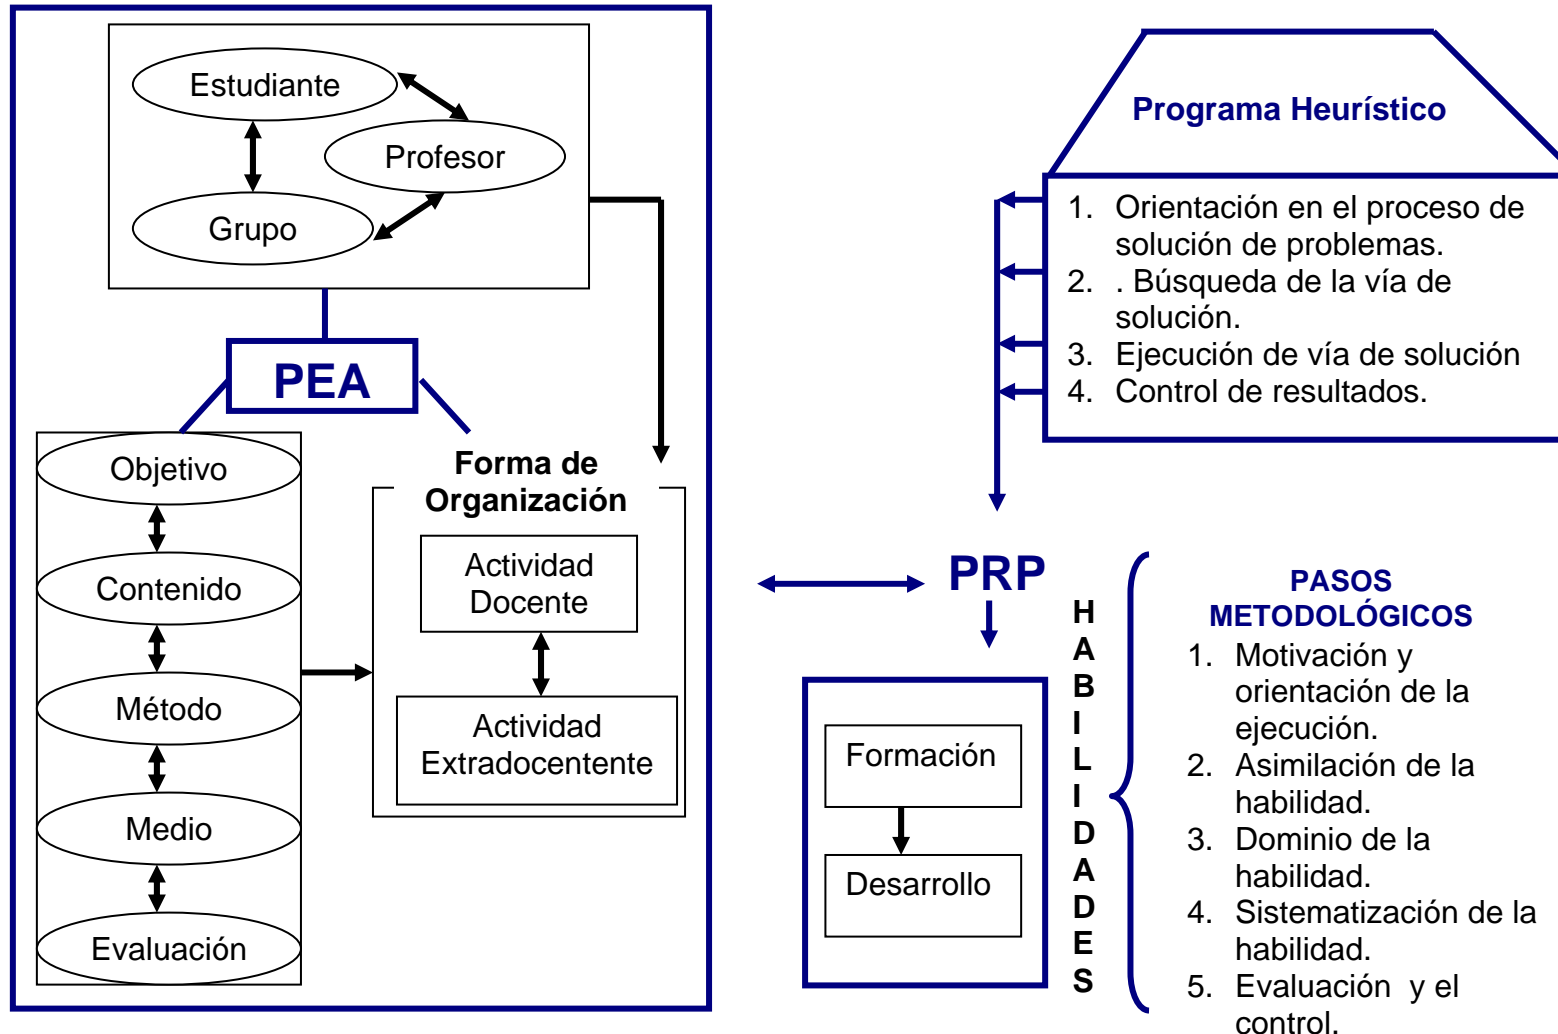 Estudiante
Profesor
Grupo
PEA
Objetivo
Contenido
Método
Medio
Evaluación
Forma de
Organización
Actividad
Docente
Actividad
Extradocentente
Programa Heurístico
1. Orientación en el proceso de
solución de problemas.
2. . Búsqueda de la vía de
solución.
3. Ejecución de vía de solución
4. Control de resultados.
PRP
Formación
Desarrollo
H
A
B
I
L
I
D
A
D
E
S
PASOS
METODOLÓGICOS
1. Motivación y
orientación de la
ejecución.
2. Asimilación de la
habilidad.
3. Dominio de la
habilidad.
4. Sistematización de la
habilidad.
5. Evaluación y el
control.